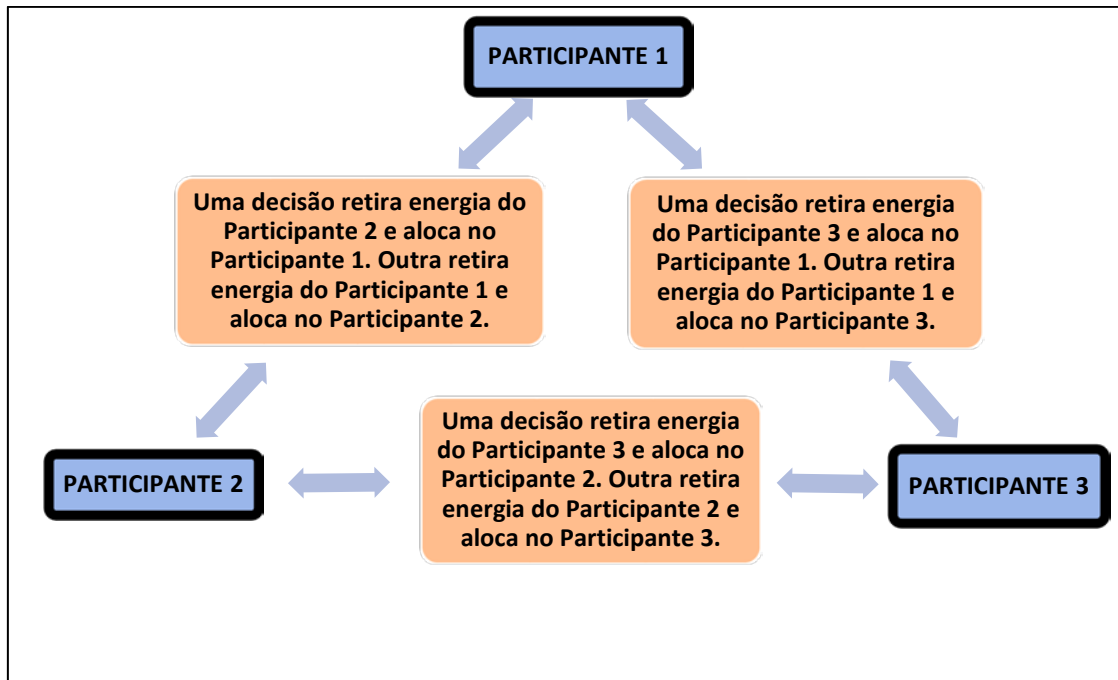 PARTICIPANTE 1
Uma decisão retira energia do
Participante 2 e aloca no
Participante 1. Outra retira
energia do Participante 1 e
aloca no Participante 2.
Uma decisão retira energia
do Participante 3 e aloca no
Participante 1. Outra retira
energia do Participante 1 e
aloca no Participante 3.
PARTICIPANTE 2
Uma decisão retira energia
do Participante 3 e aloca no
Participante 2. Outra retira
energia do Participante 2 e
aloca no Participante 3.
PARTICIPANTE 3